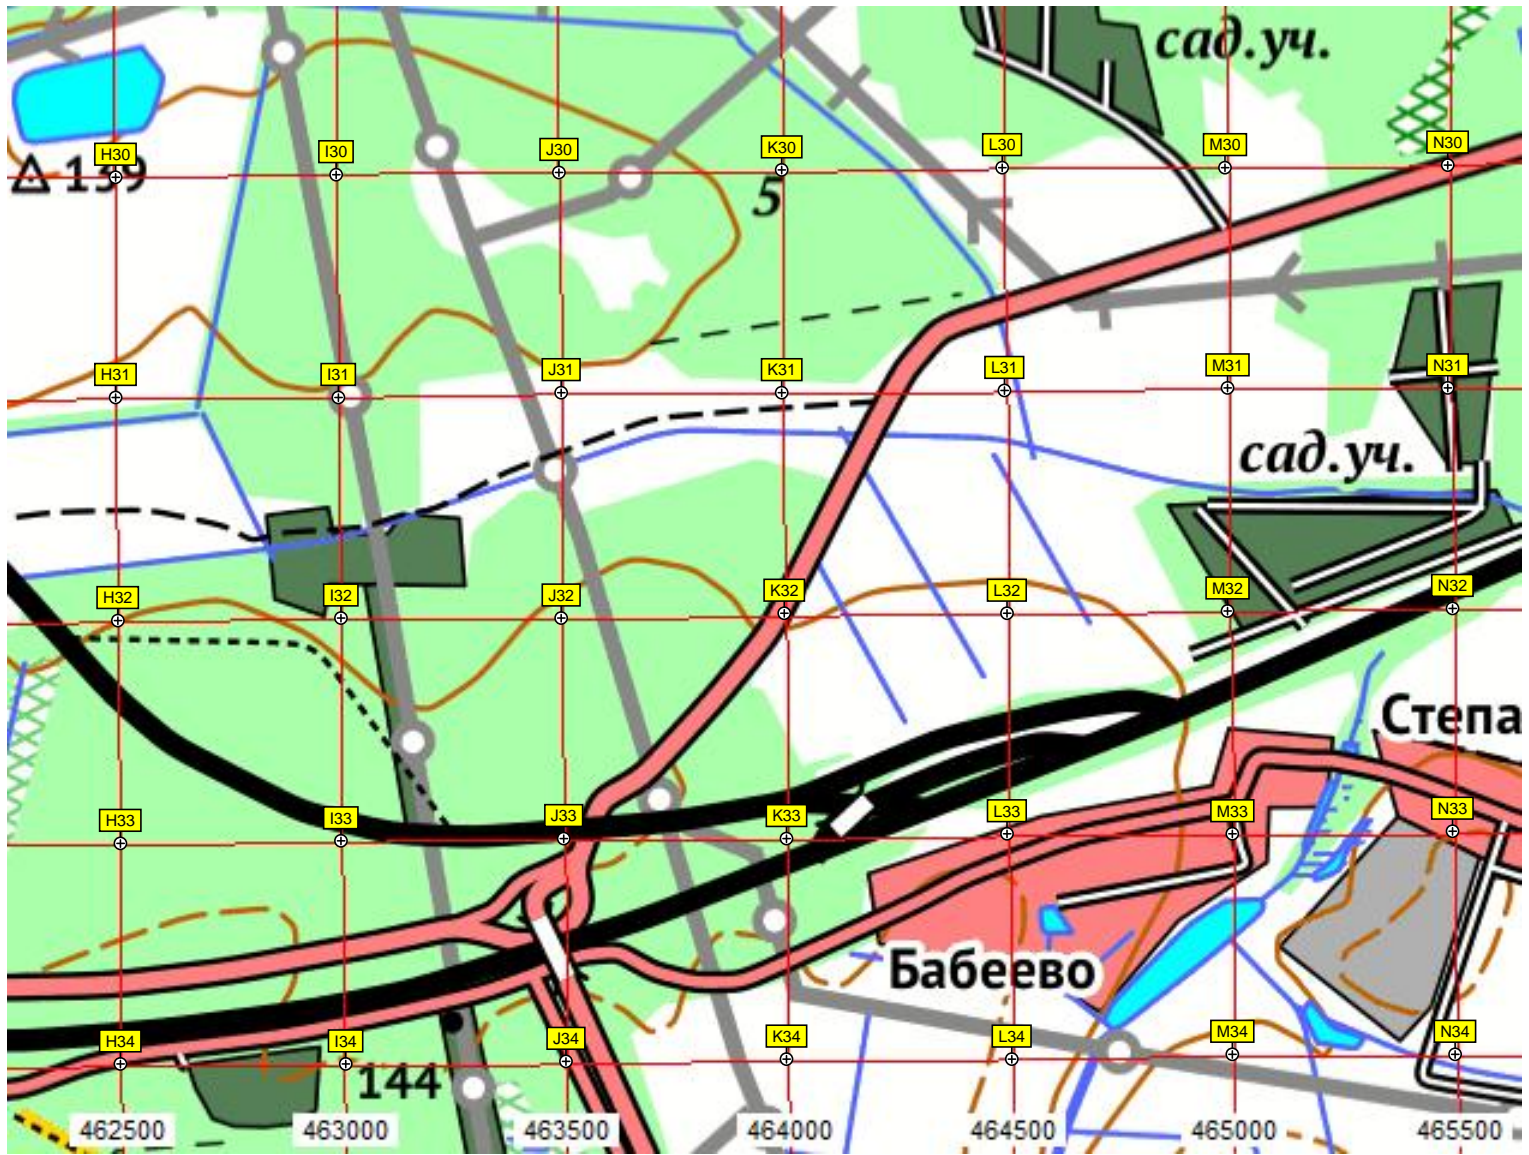 сад.уч.
H30 I30 J30 K30 L30 M30 N30
139
5
H31 I31 J31 K31 L31 M31 N31
сад.уч.
H32 I32 J32 K32 L32 M32 N32
Степа
H33 I33 J33 K33 L33 M33 N33
Бабеево
H34 I34 J34 K34 L34 M34 N34
144
462500 463000 463500 464000 464500 465000 465500